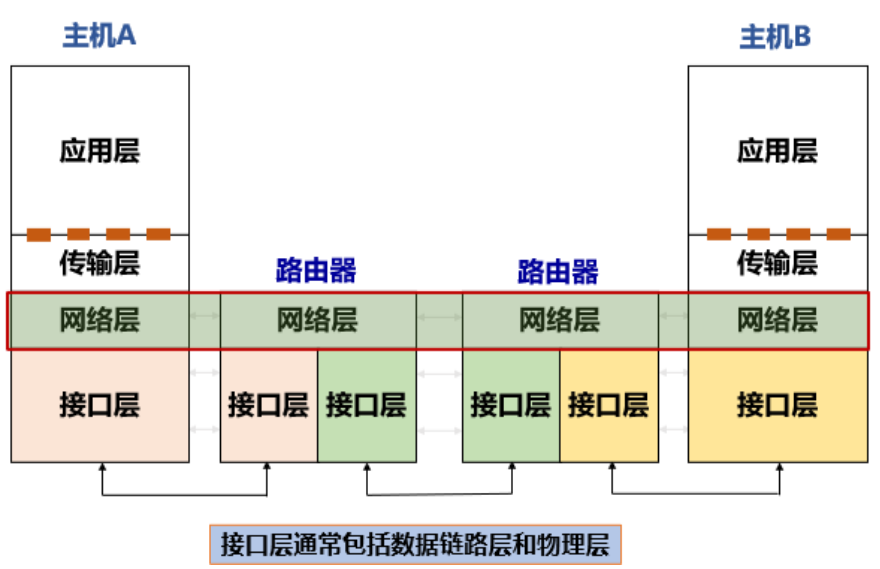 主机A
主机B
应用层
应用层
传输层
路由器
路由器
传输层
网络层
网络层
网络层
网络层
接口层
接口层
接口层
接口层
接口层
接口层
接口层通常包括数据链路层和物理层